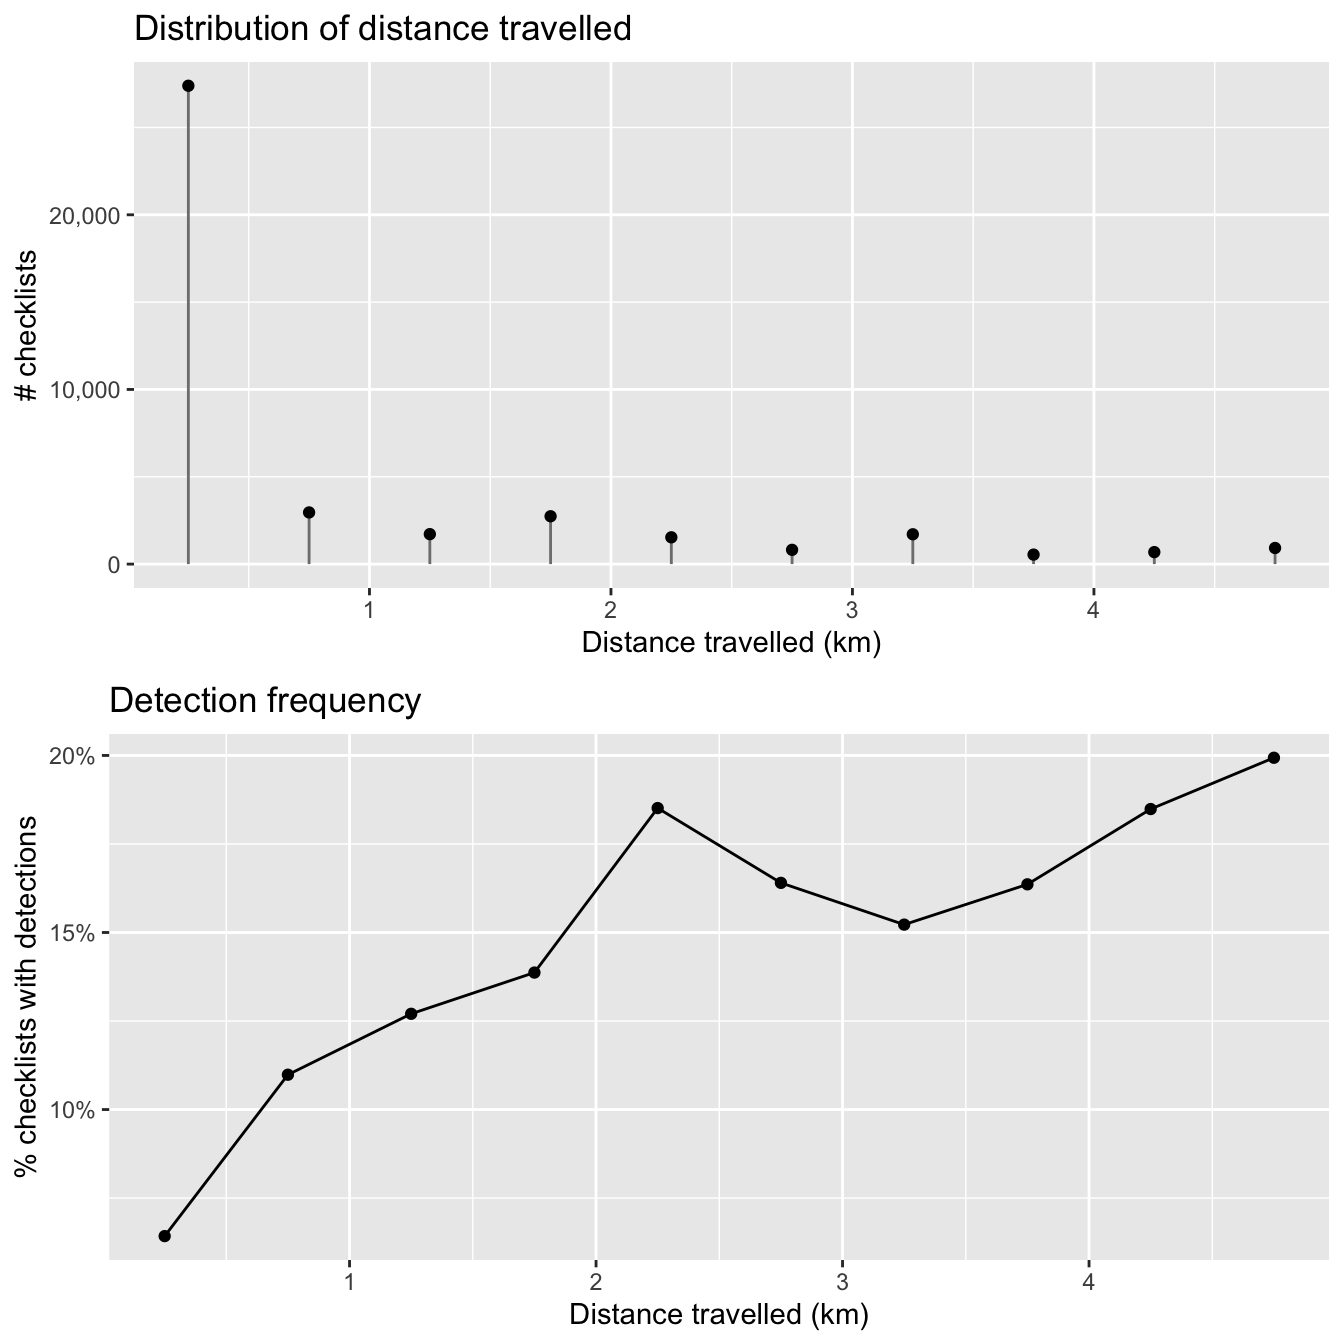 Distribution of distance travelled
# checklists
20,000
10,000
0
1 2 3 4
Distance travelled (km)
Detection frequency
% checklists with detections
20%
15%
10%
1 2 3 4
Distance travelled (km)